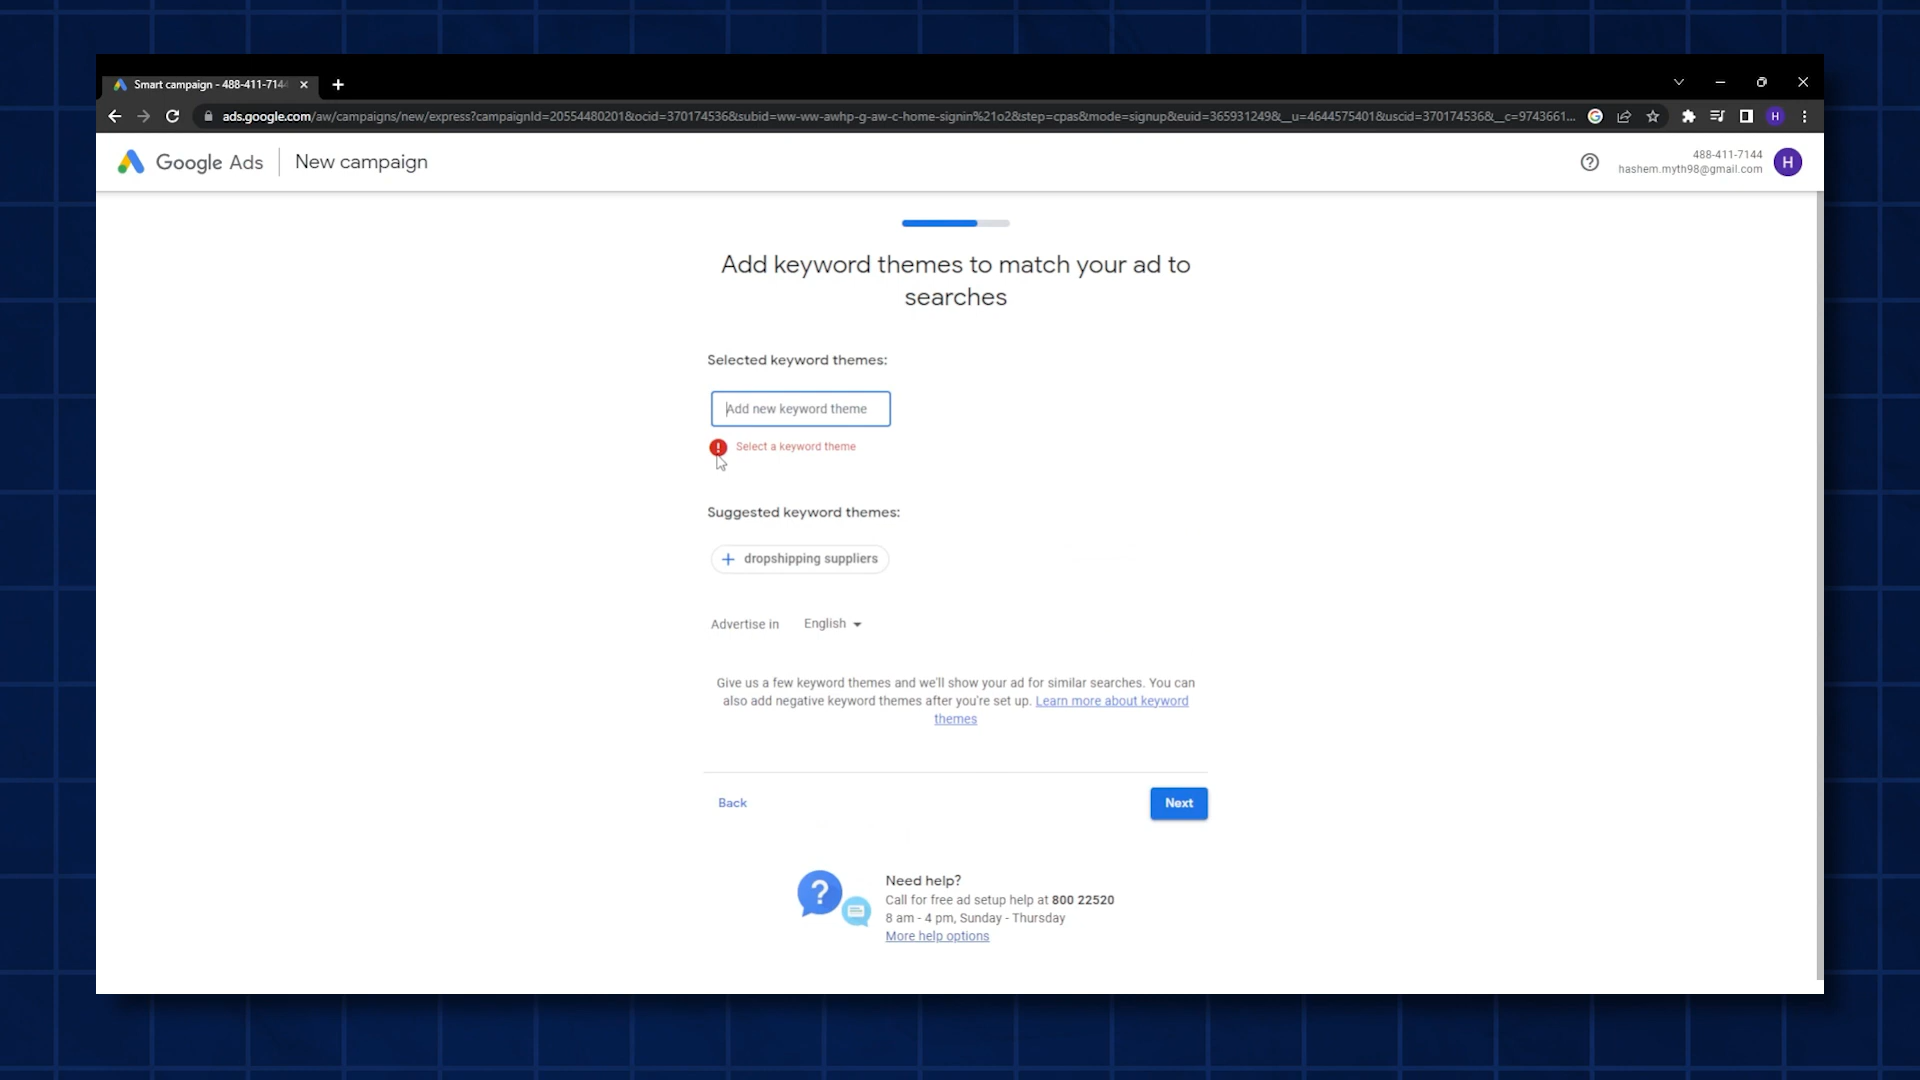 Smart campaign - 488-411-7144
ads.google.com/aw/campaigns/new/express?campaignId=20554480201&ocid=370174536&subid=ww-ww-awhp-g-aw-c-home-signin%21o2&step=cpas&mode=signup&euid=365931249&__u=4644575401&uscid=370174536&__c=9743661...
H
Google Ads
New campaign
488-411-7144
hashem.myth98@gmail.com
H
Add keyword themes to match your ad to
searches
Selected keyword themes:
Add new keyword theme
Select a keyword theme
Suggested keyword themes:
dropshipping suppliers
Advertise in English
Give us a few keyword themes and we'll show your ad for similar searches. You can
also add negative keyword themes after you're set up. Learn more about keyword
themes
Back
Next
Need help?
Call for free ad setup help at 800 22520
8 am - 4 pm, Sunday - Thursday
More help options